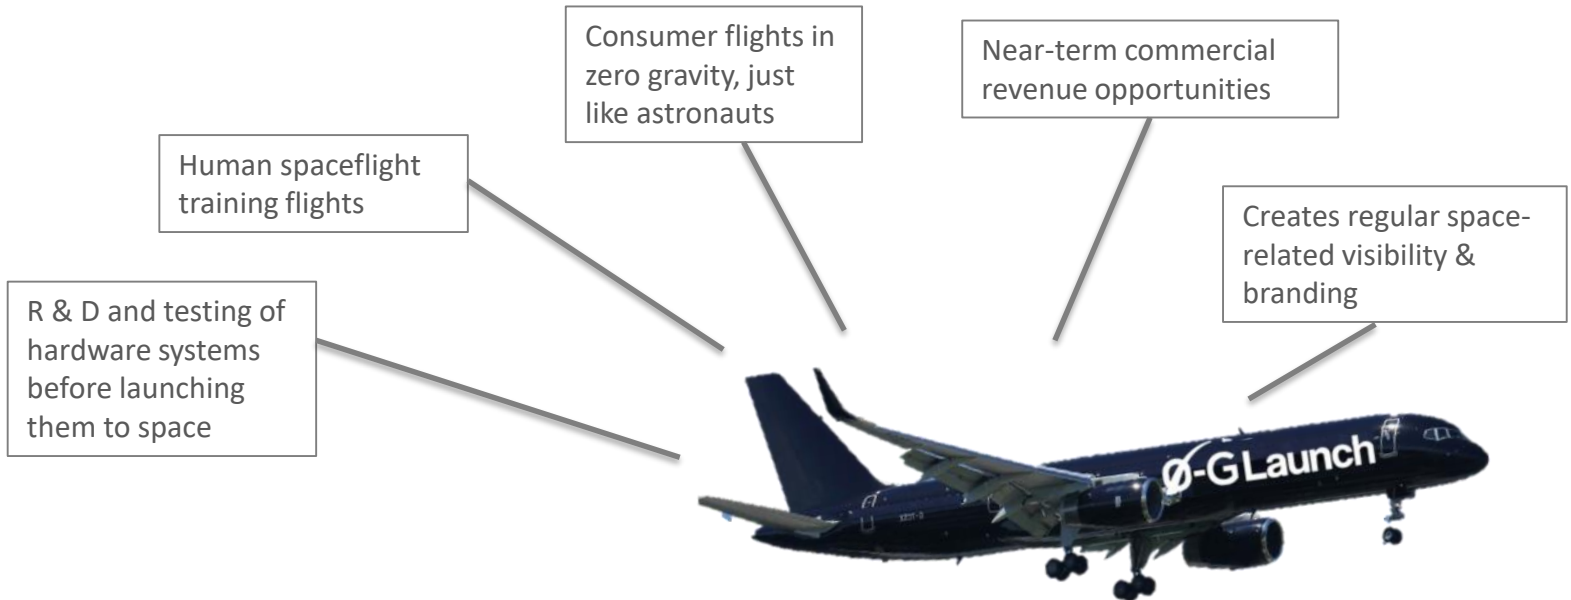 Consumer flights in
zero gravity, just
like astronauts
Near-term commercial
revenue opportunities
Human spaceflight
training flights
Creates regular space-
related visibility &
branding
R & D and testing of
hardware systems
before launching
them to space
Ø-G Launch